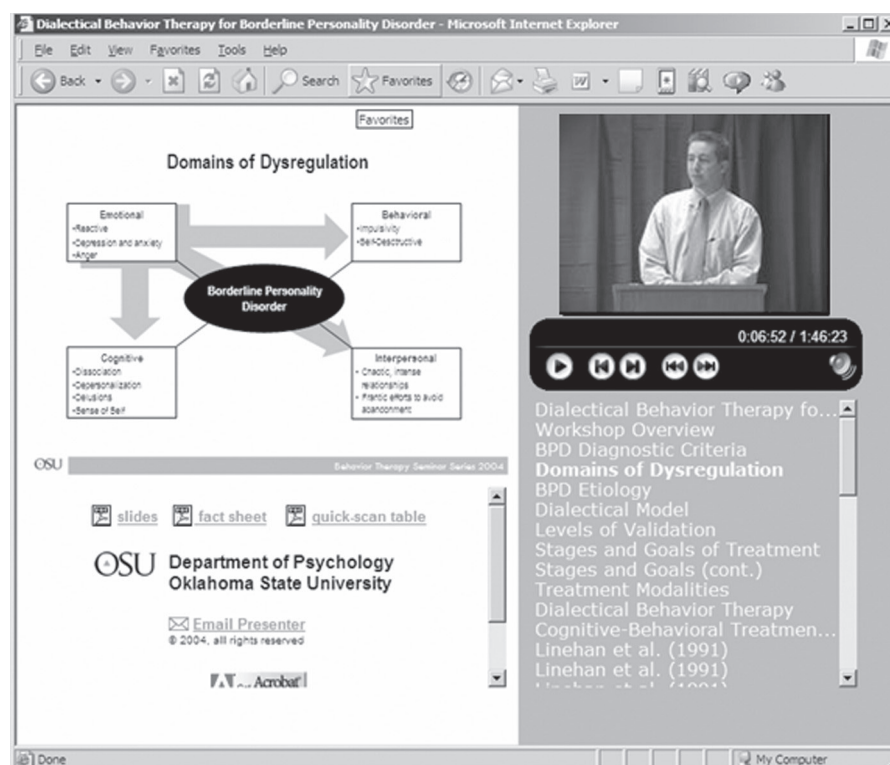 Dialectical Behavior Therapy for Borderline Personality Disorder - Microsoft Internet Explorer
File Edit View Favorites Tools Help
Back Search Favorites
Favorites
Domains of Dysregulation
Emotional
•Reactive
•Depression and anxiety
•Anger
Behavioral
•Impulsivity
•Self-Desctructive
Borderline Personality
Disorder
Cognitive
•Dissociation
•Depersonalization
•Delusions
•Sense of Self
Interpersonal
• Chaotic, intense
relationships
• Frantic efforts to avoid
abandonment
OSU Behavior Therapy Seminar Series 2004
slides fact sheet quick-scan table
OSU Department of Psychology
Oklahoma State University
Email Presenter
© 2004, all rights reserved
Acrobat
0:06:52 / 1:46:23
Dialectical Behavior Therapy fo...
Workshop Overview
BPD Diagnostic Criteria
Domains of Dysregulation
BPD Etiology
Dialectical Model
Levels of Validation
Stages and Goals of Treatment
Stages and Goals (cont.)
Treatment Modalities
Dialectical Behavior Therapy
Cognitive-Behavioral Treatmen...
Linehan et al. (1991)
Linehan et al. (1991)
Linehan et al. (1991)
Done My Computer